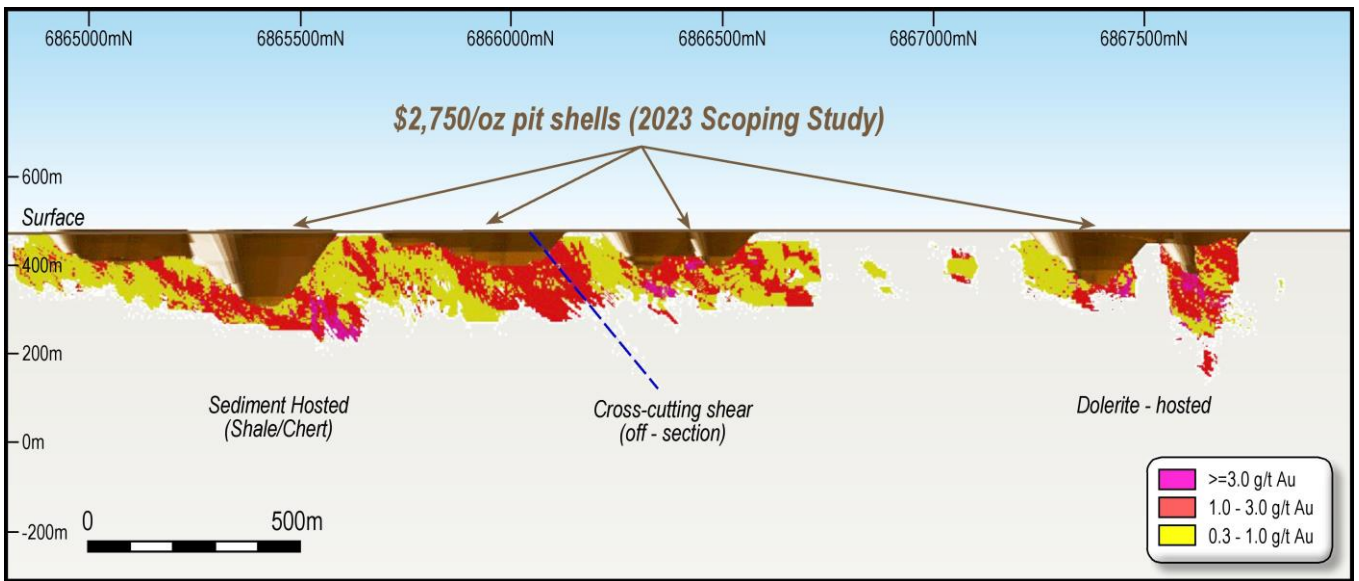 6865000mN
6865500mN
6866000mN
6866500mN
6867000mN
6867500mN
$2,750/oz pit shells (2023 Scoping Study)
600m
Surface
400m
200m
Sediment Hosted
(Shale/Chert)
Cross-cutting shear
(off - section)
Dolerite - hosted
0m
-200m
0
500m
>=3.0 g/t Au
1.0 - 3.0 g/t Au
0.3 - 1.0 g/t Au